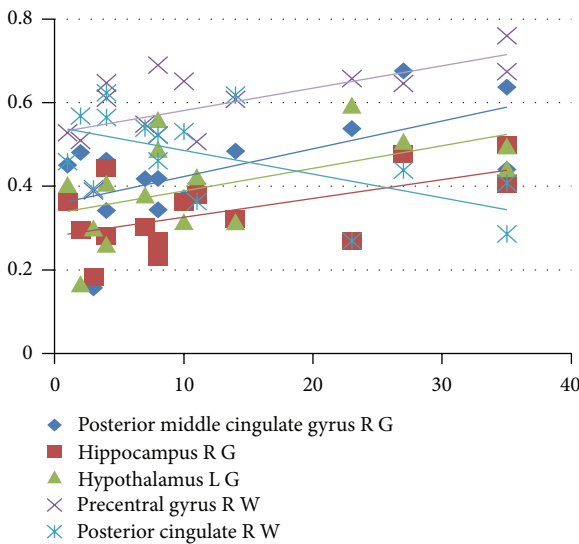 0.8
0.6
0.4
0.2
0
0 10 20 30 40
Posterior middle cingulate gyrus R G
Hippocampus R G
Hypothalamus L G
Precentral gyrus R W
Posterior cingulate R W